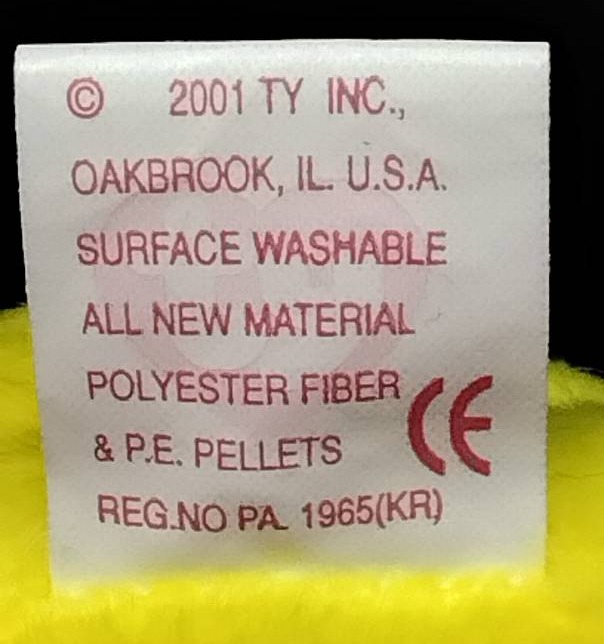 © 2001 TY INC.,
OAKBROOK, IL. U.S.A.
SURFACE WASHABLE
ALL NEW MATERIAL
POLYESTER FIBER
& P.E. PELLETS
CE
REG.NO PA. 1965(KR)